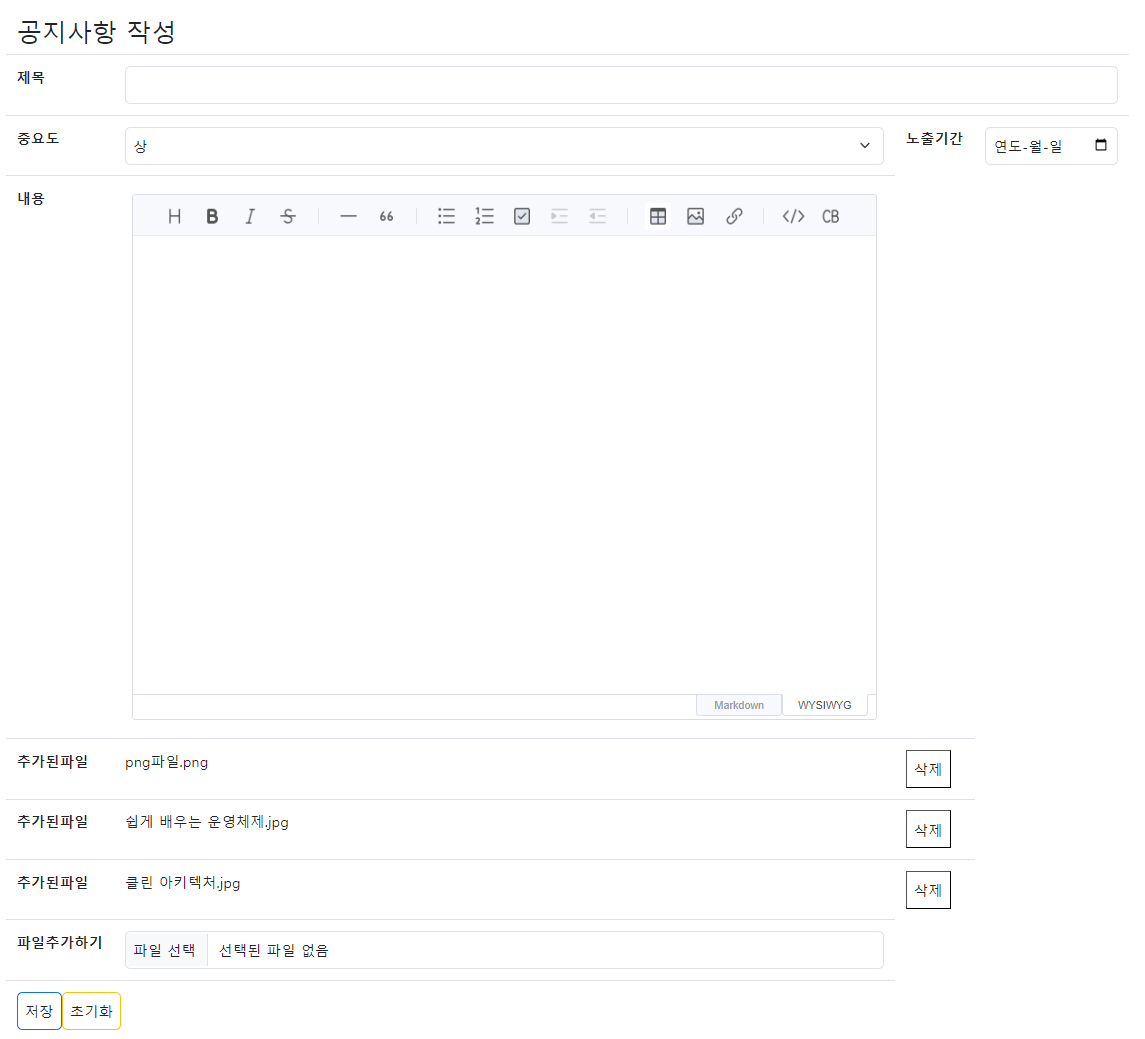 공지사항 작성
제목
중요도 상 노출기간 연도-월-일
내용
H B I S 66 CB
Markdown WYSIWYG
추가된파일 png파일.png 삭제
추가된파일 쉽게 배우는 운영체제.jpg 삭제
추가된파일 클린 아키텍처.jpg 삭제
파일추가하기 파일 선택 선택된 파일 없음
저장 초기화